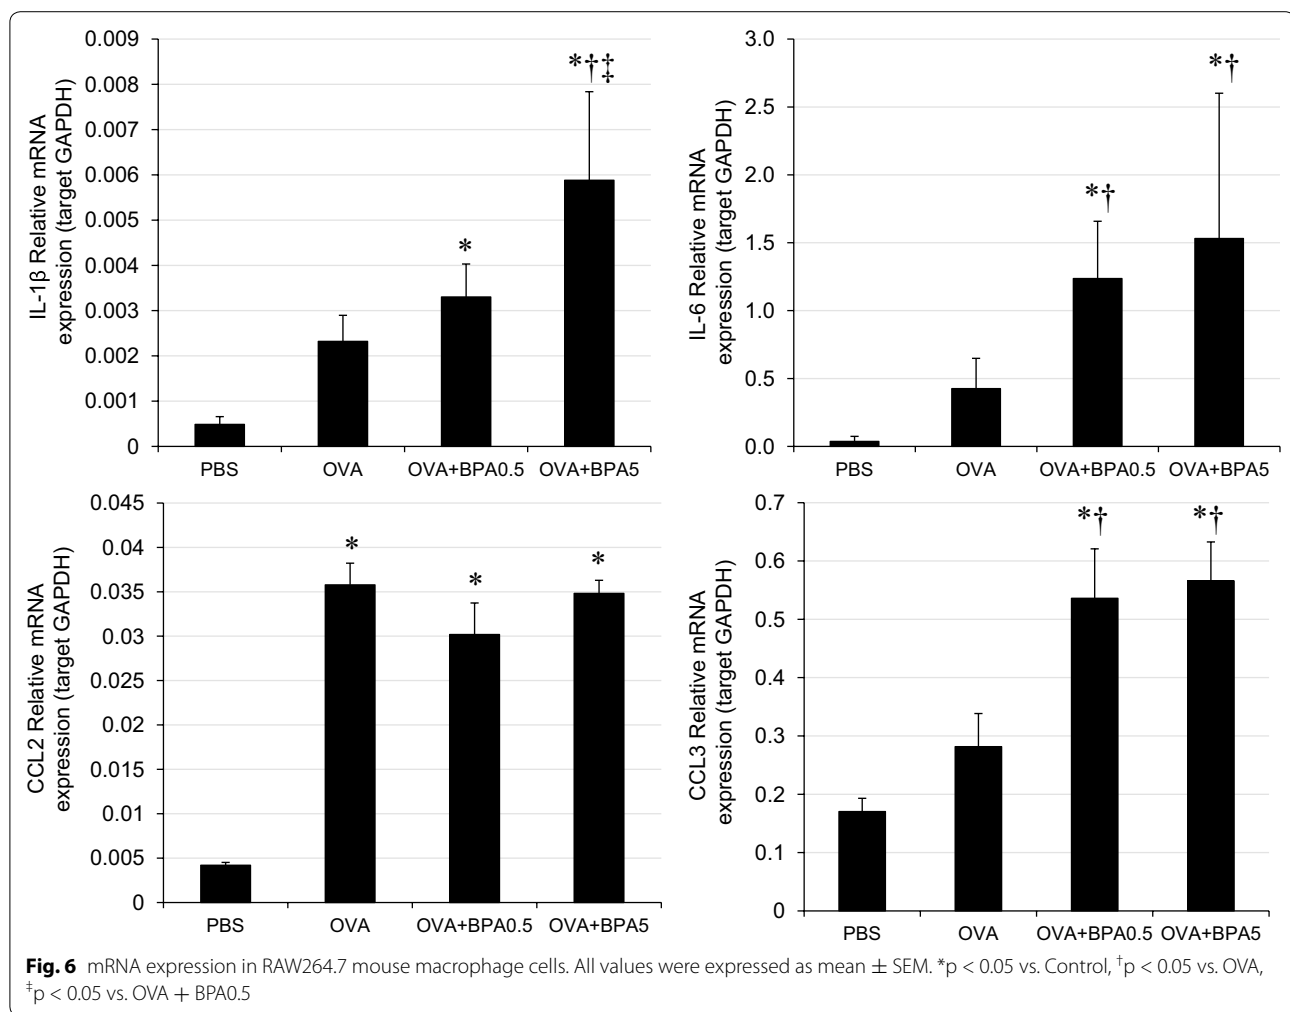 0.009
0.008
0.007
0.006
0.005
0.004
0.003
0.002
0.001
0
IL-1β Relative mRNA
expression (target GAPDH)
*†‡
*
PBS OVA OVA+BPA0.5 OVA+BPA5
3.0
2.5
2.0
1.5
1.0
0.5
0.0
IL-6 Relative mRNA
expression (target GAPDH)
*†
*†
PBS OVA OVA+BPA0.5 OVA+BPA5
0.045
0.04
0.035
0.03
0.025
0.02
0.015
0.01
0.005
0
CCL2 Relative mRNA
expression (target GAPDH)
* * *
PBS OVA OVA+BPA0.5 OVA+BPA5
0.7
0.6
0.5
0.4
0.3
0.2
0.1
0
CCL3 Relative mRNA
expression (target GAPDH)
*† *†
PBS OVA OVA+BPA0.5 OVA+BPA5
Fig. 6 mRNA expression in RAW264.7 mouse macrophage cells. All values were expressed as mean ± SEM. *p < 0.05 vs. Control, †p < 0.05 vs. OVA,
‡p < 0.05 vs. OVA + BPA0.5